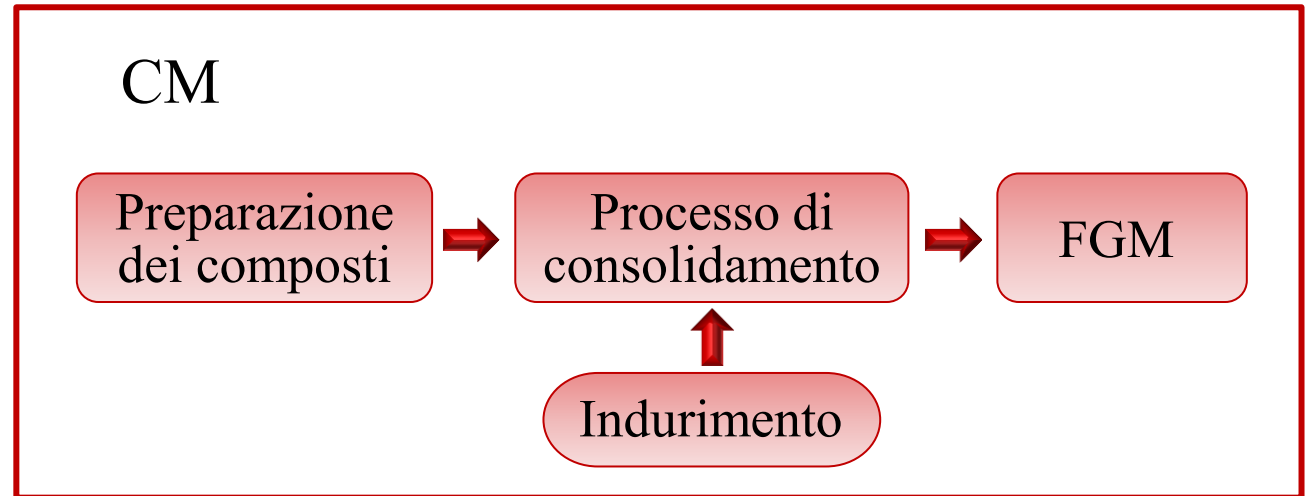 CM
Preparazione
dei composti
Processo di
consolidamento
FGM
Indurimento